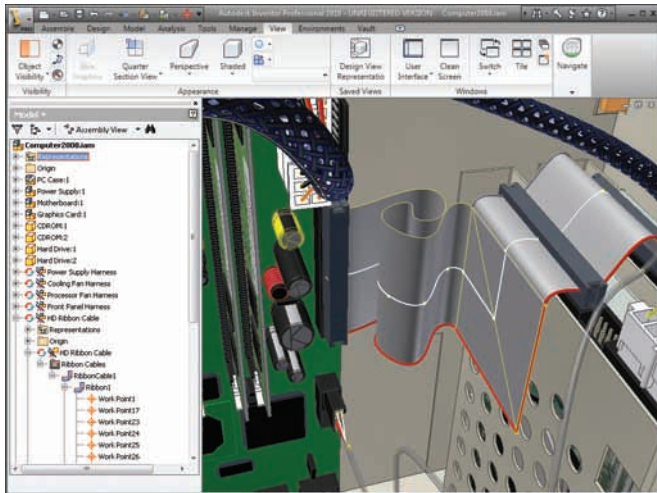 Autodesk Inventor Professional 2010 - UNREGISTERED VERSION - Computer2008.iam
PRO
Assemble Design Model Analysis Tools Manage View Environments Vault
Object Visibility
Quarter Section View
Perspective
Shaded
Design View Representatio
User Interface
Clean Screen
Switch
Tile
Navigate
Visibility
Appearance
Saved Views
Windows
Model
Assembly View
Computer2008.iam
Representations
Origin
PC Case:1
Power Supply:1
Motherboard:1
Graphics Card:1
CDROM:1
CDROM:2
Hard Drive:1
Hard Drive:2
Power Supply Harness
Cooling Fan Harness
Processor Fan Harness
Front Panel Harness
HD Ribbon Cable
Representations
Origin
HD Ribbon Cable
Ribbon Cables
RibbonCable1
Ribbon1
Work Point1
Work Point17
Work Point23
Work Point24
Work Point25
Work Point26